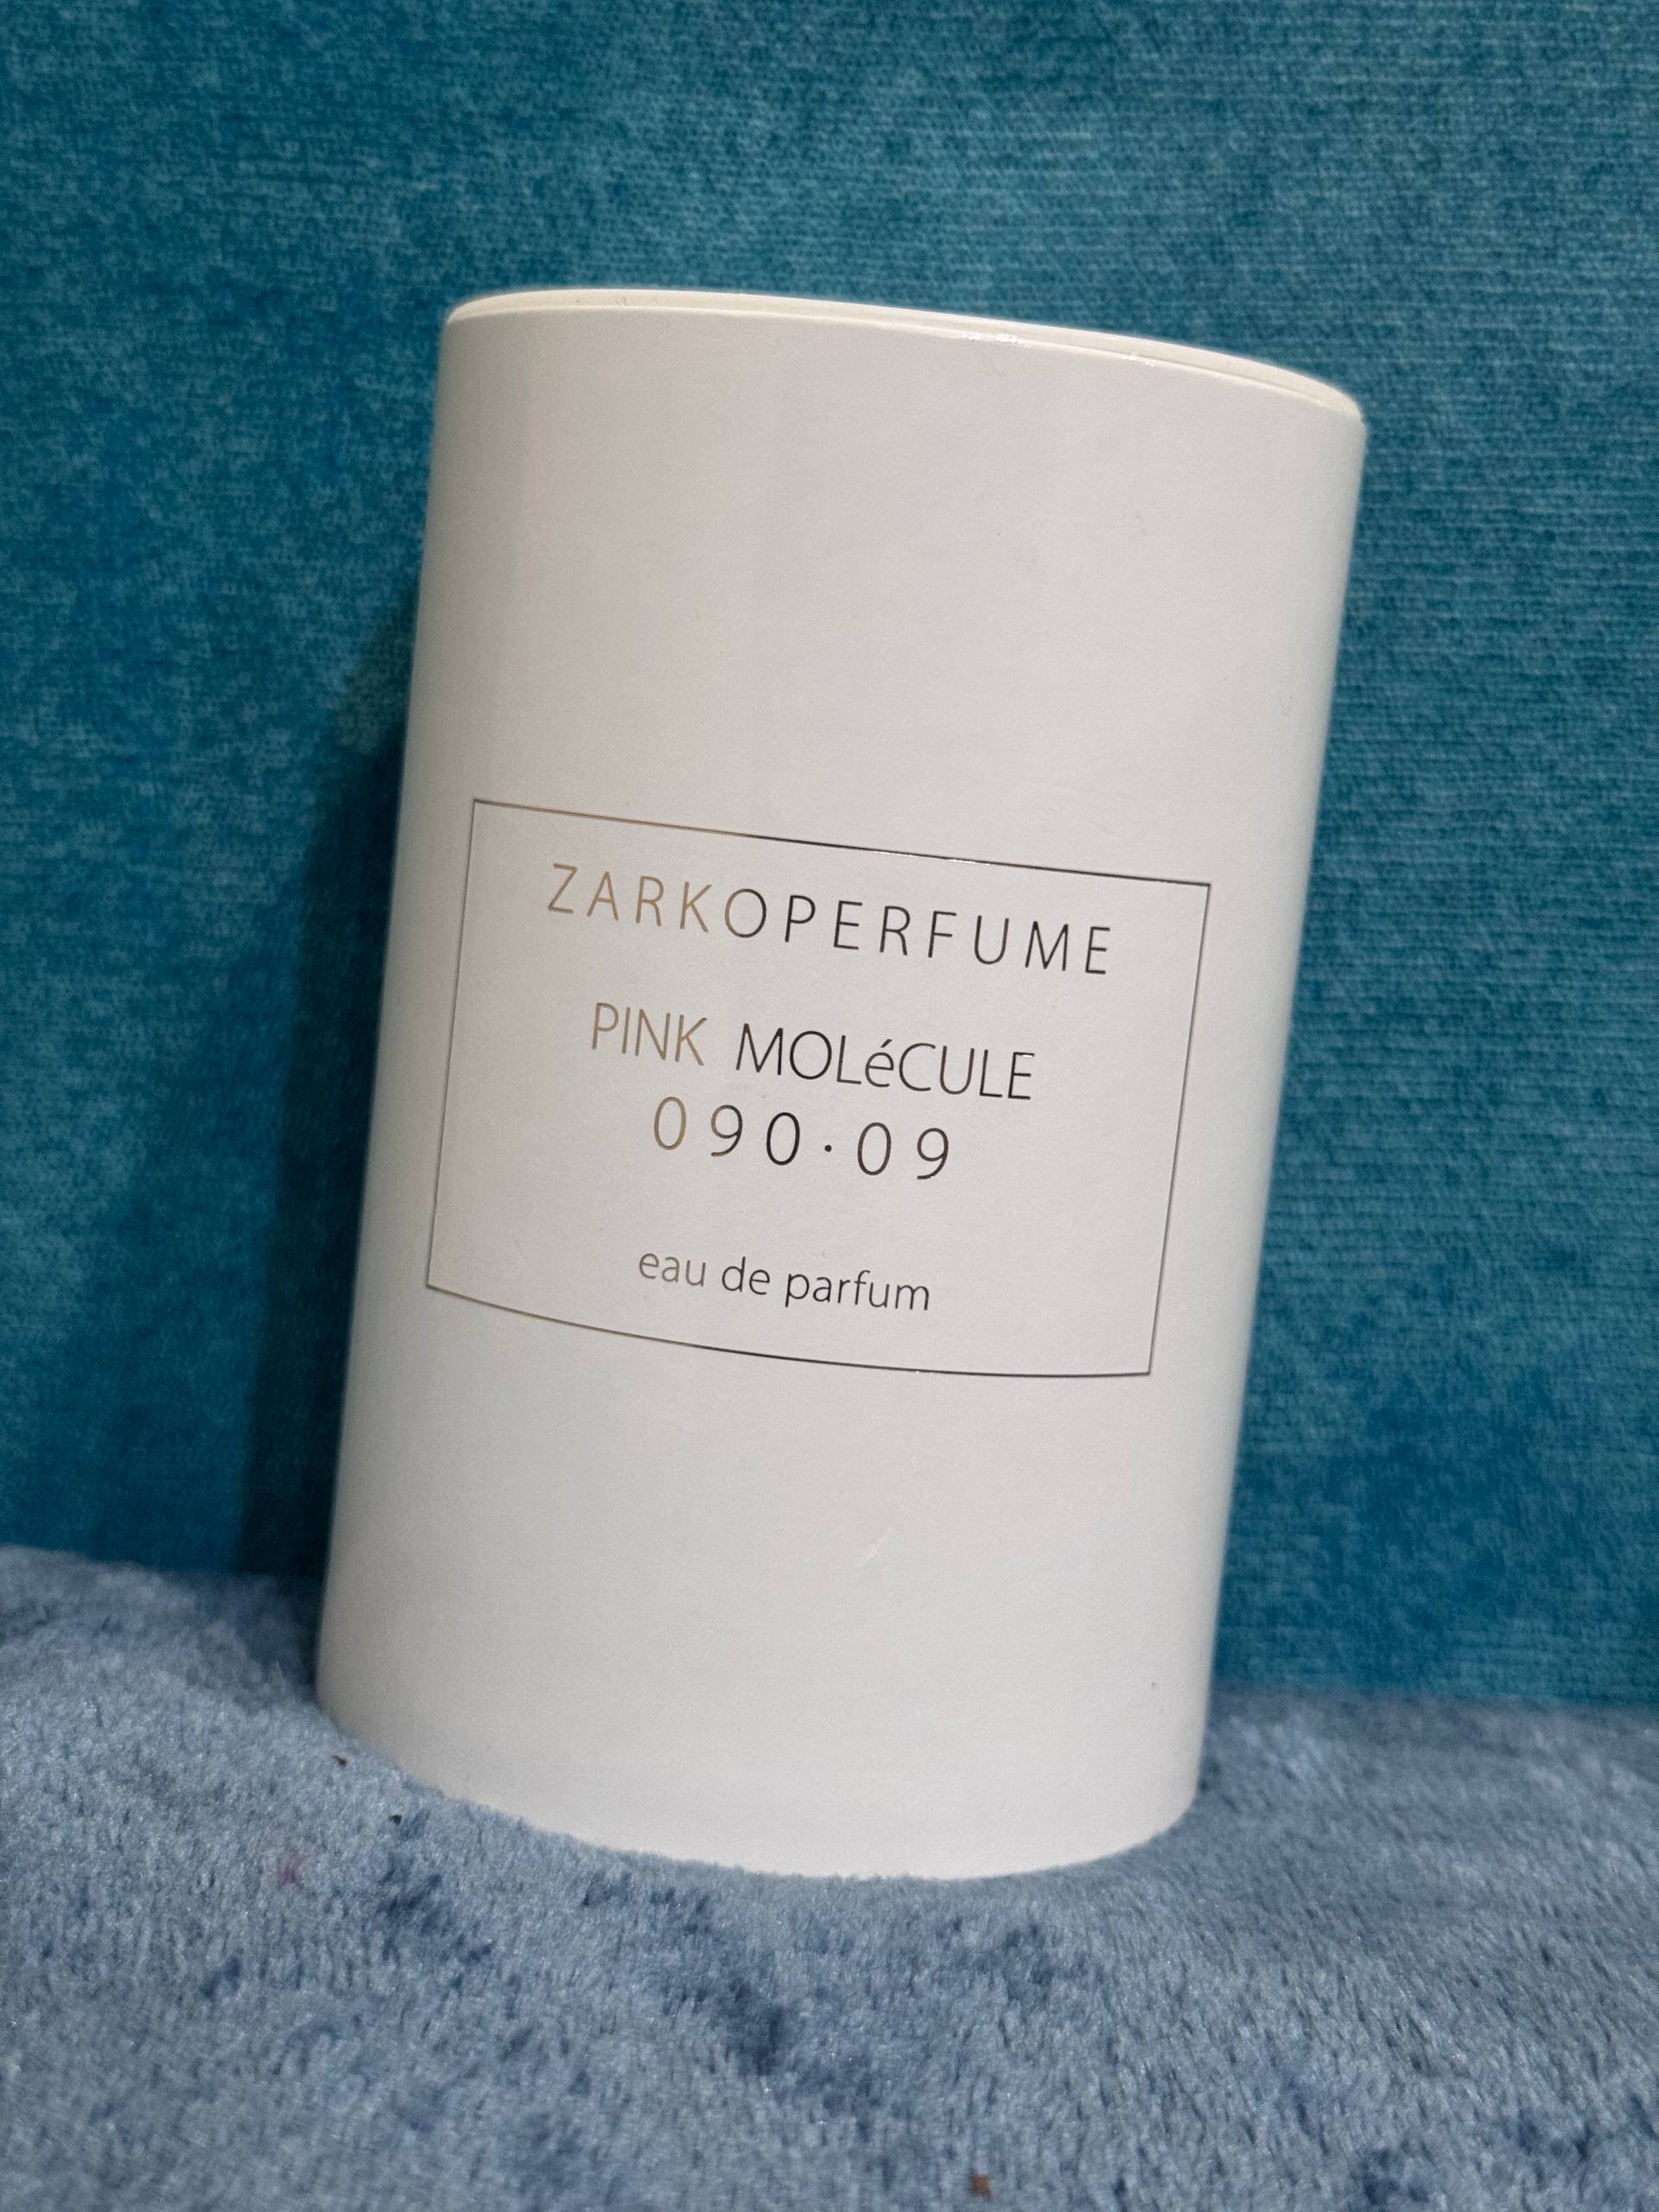 ZARKOPERFUME
PINK MOLéCULE
090·09
eau de parfum